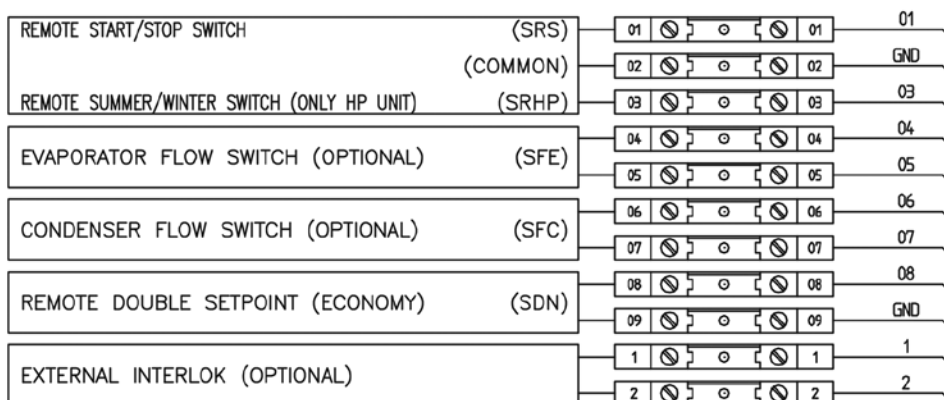 REMOTE START/STOP SWITCH (SRS) 01 01 01
(COMMON) 02 02 GND
REMOTE SUMMER/WINTER SWITCH (ONLY HP UNIT) (SRHP) 03 03 03
04 04 04
EVAPORATOR FLOW SWITCH (OPTIONAL) (SFE)
05 05 05
06 06 06
CONDENSER FLOW SWITCH (OPTIONAL) (SFC)
07 07 07
08 08 08
REMOTE DOUBLE SETPOINT (ECONOMY) (SDN)
09 09 GND
1 1 1
EXTERNAL INTERLOK (OPTIONAL)
2 2 2